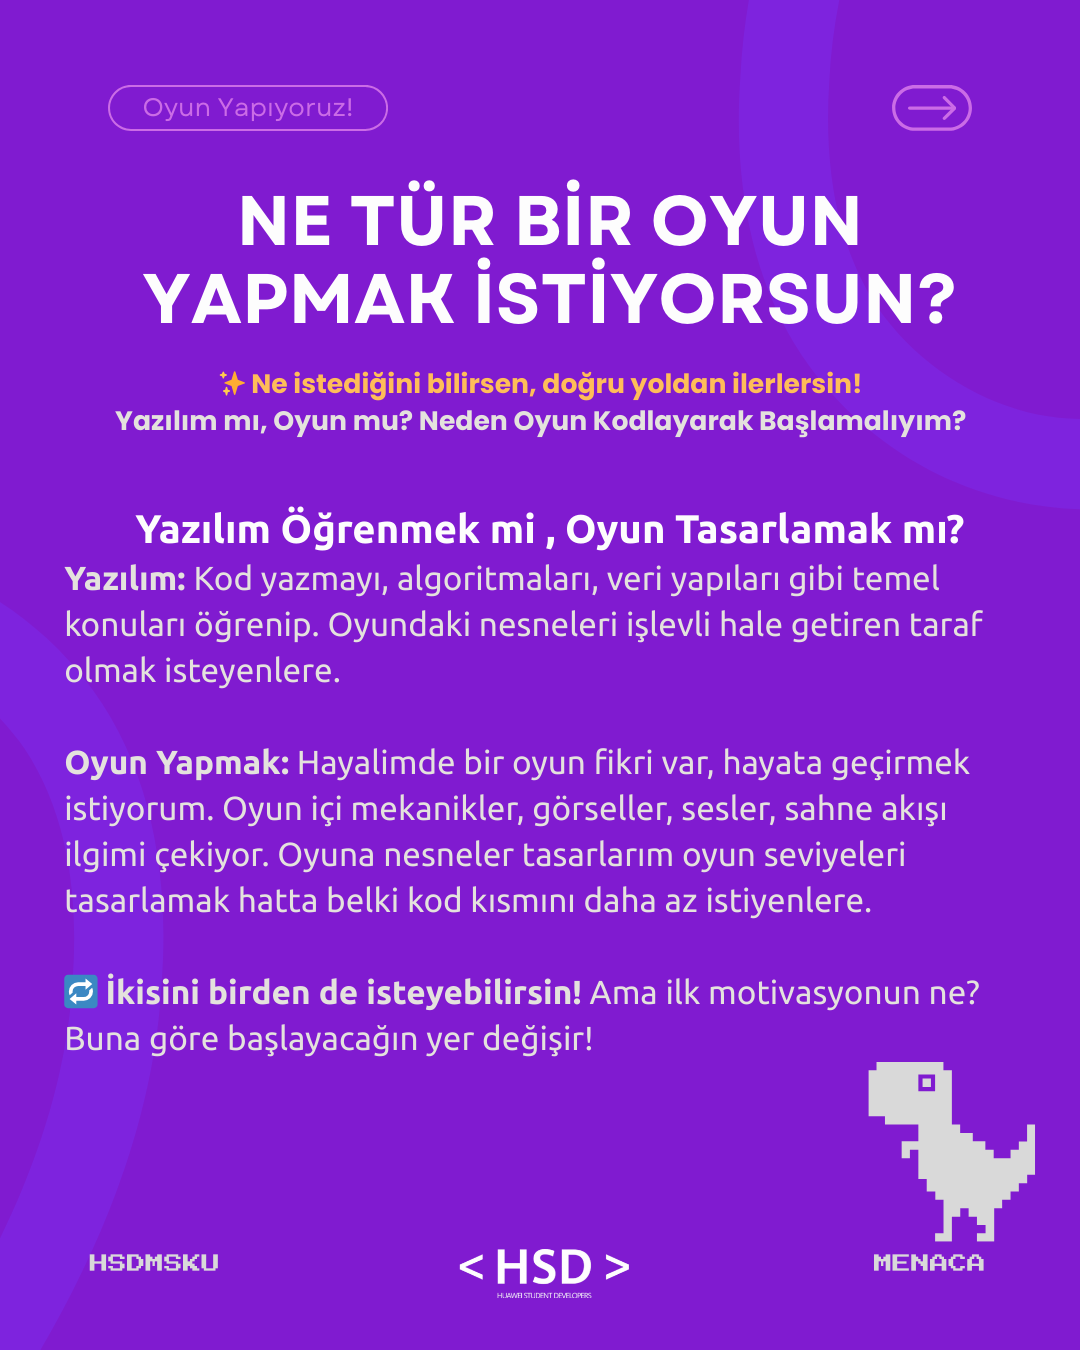 Oyun Yapıyoruz!
NE TÜR BİR OYUN
YAPMAK İSTİYORSUN?
✨ Ne istediğini bilirsen, doğru yoldan ilerlersin!
Yazılım mı, Oyun mu? Neden Oyun Kodlayarak Başlamalıyım?
Yazılım Öğrenmek mi , Oyun Tasarlamak mı?
Yazılım: Kod yazmayı, algoritmaları, veri yapıları gibi temel
konuları öğrenip. Oyundaki nesneleri işlevli hale getiren taraf
olmak isteyenlere.
Oyun Yapmak: Hayalimde bir oyun fikri var, hayata geçirmek
istiyorum. Oyun içi mekanikler, görseller, sesler, sahne akışı
ilgimi çekiyor. Oyuna nesneler tasarlarım oyun seviyeleri
tasarlamak hatta belki kod kısmını daha az istiyenlere.
🔁 İkisini birden de isteyebilirsin! Ama ilk motivasyonun ne?
Buna göre başlayacağın yer değişir!
HSDMSKU
< HSD >
HUAWEI STUDENT DEVELOPERS
MENACA